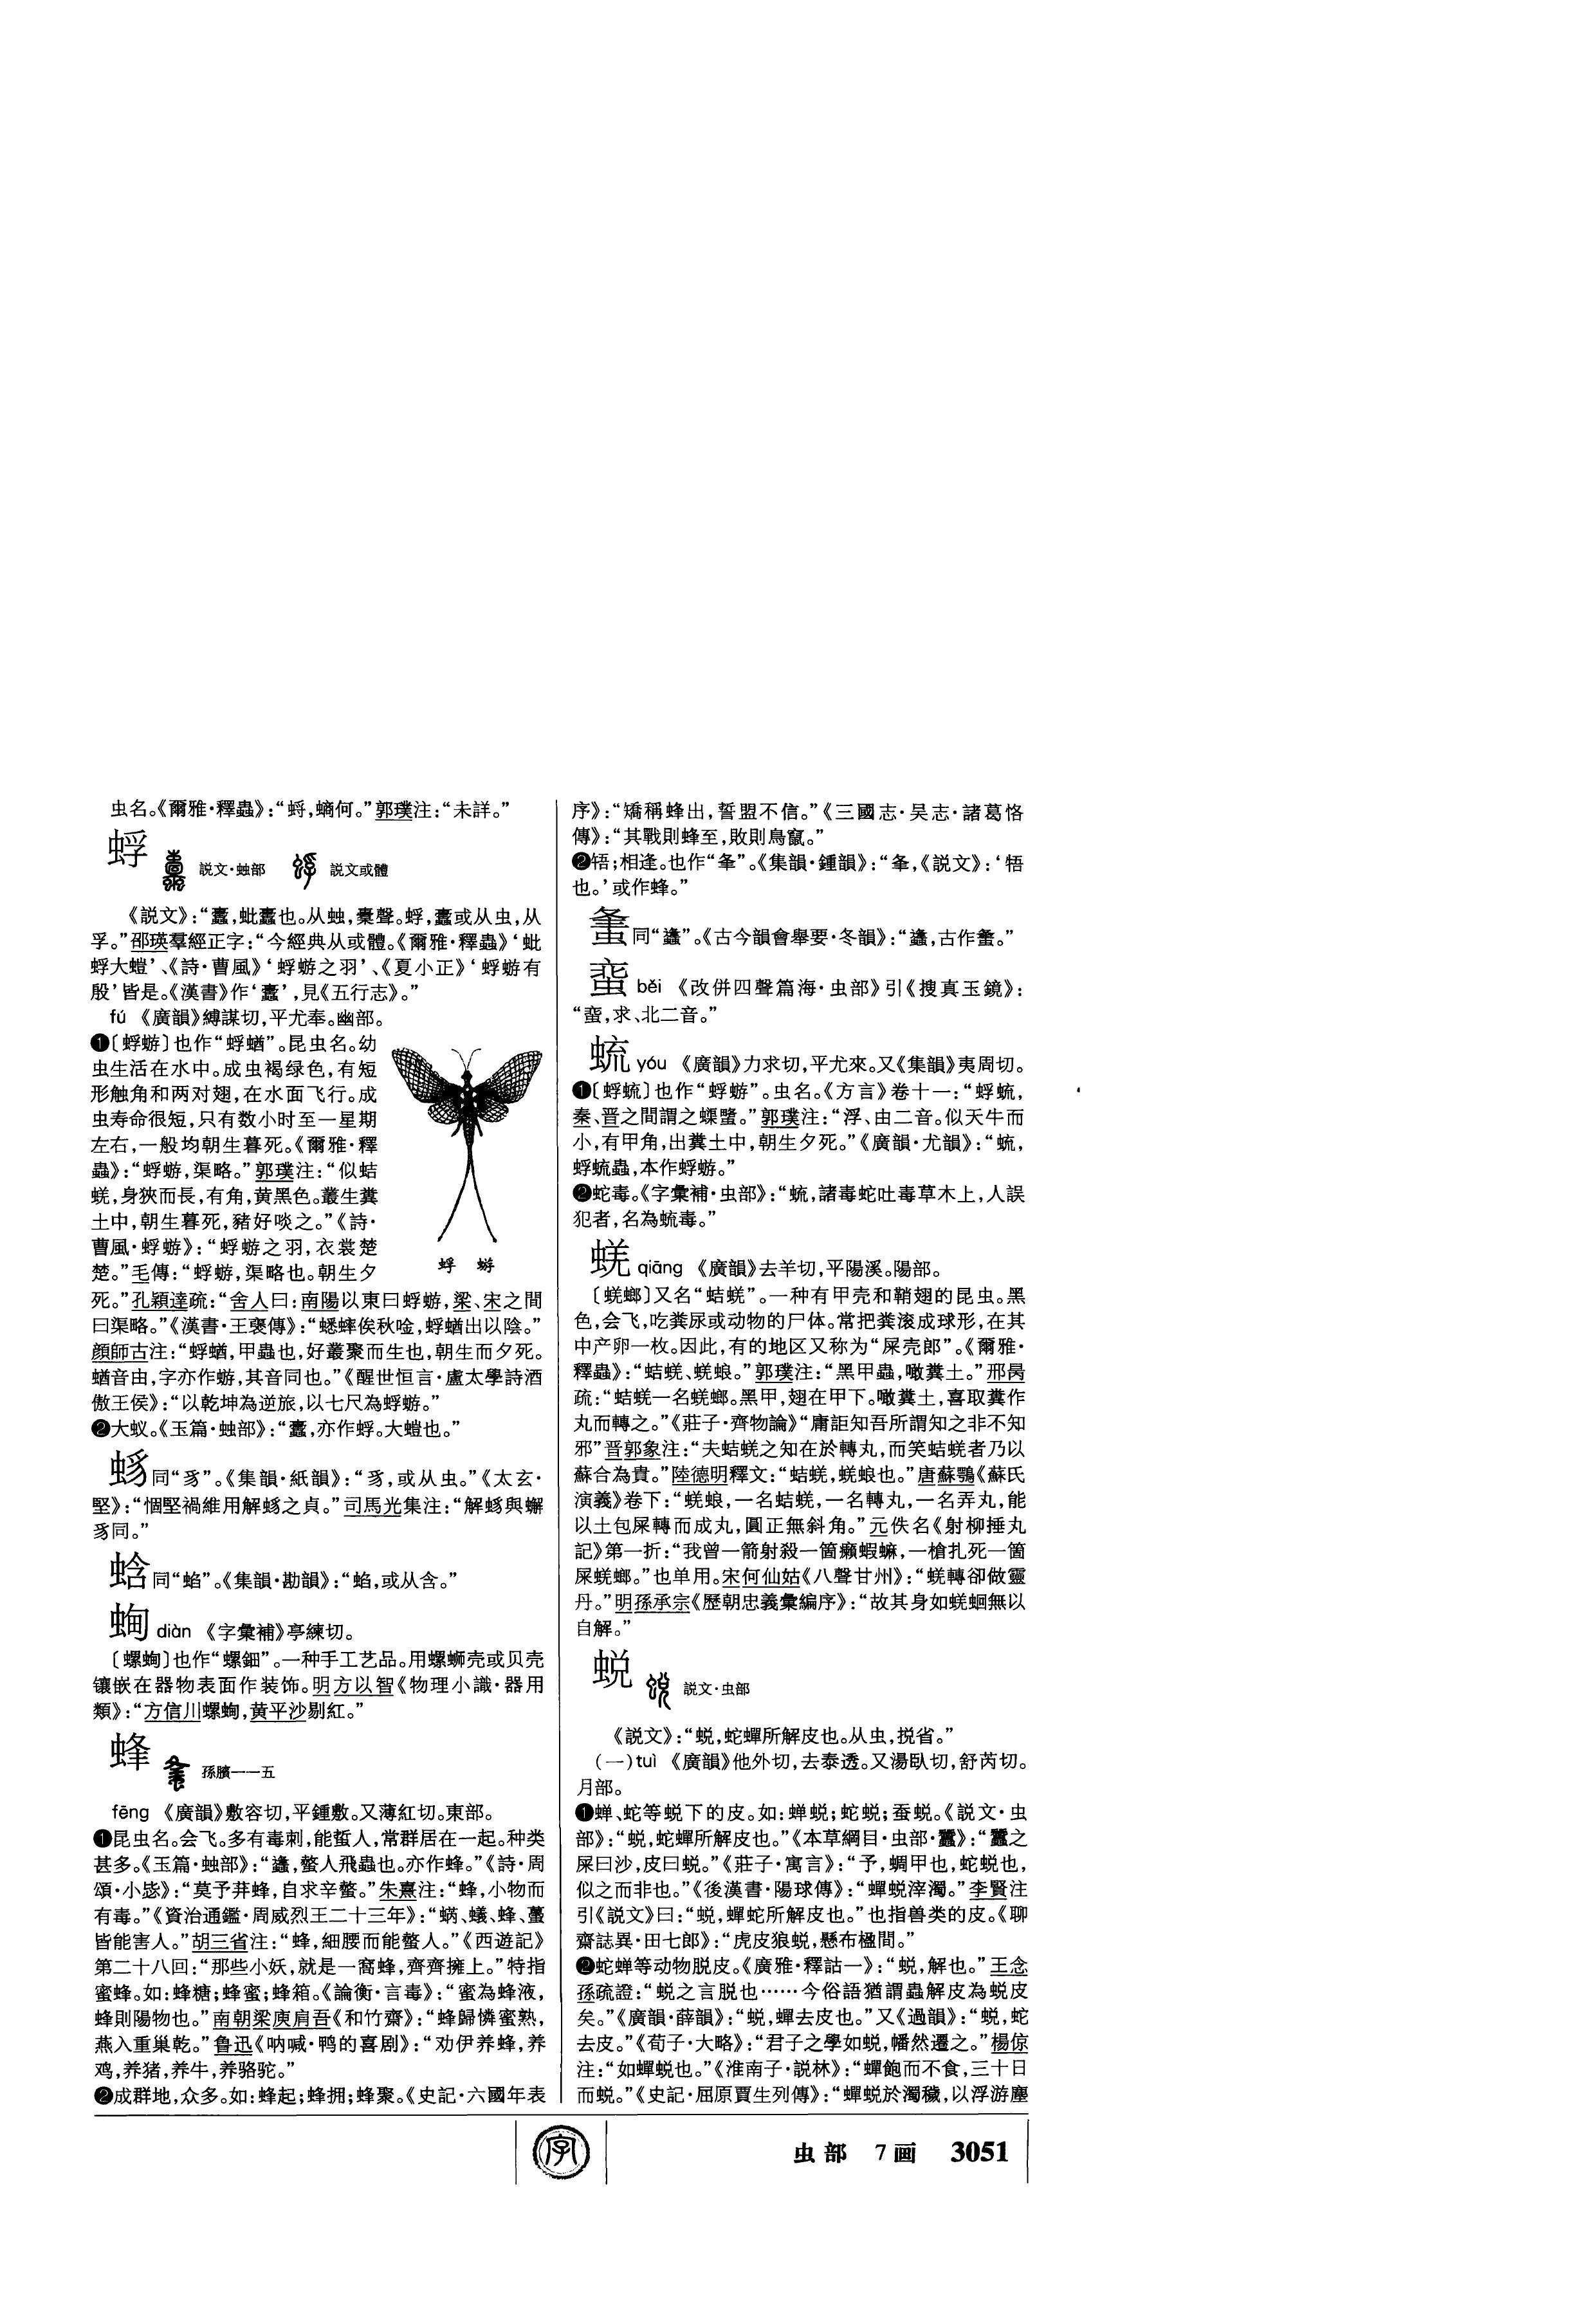 虫名。《爾雅·釋蟲》：“蛶，螪何。”郭璞注：“未詳。”
蜉
説文·䖵部 説文或體
《説文》：“𧖚，蚍𧖚也。从䖵，橐聲。蜉，𧖚或从虫，从
孚。”邵瑛羣經正字：“今經典从或體。《爾雅·釋蟲》‘蚍
蜉大螘’、《詩·曹風》‘蜉蝣之羽’、《夏小正》‘蜉蝣有
殷’皆是。《漢書》作‘𧖚’，見《五行志》。”
fú 《廣韻》縛謀切，平尤奉。幽部。
❶〔蜉蝣〕也作“蜉蝤”。昆虫名。幼
虫生活在水中。成虫褐绿色，有短
形触角和两对翅，在水面飞行。成
虫寿命很短，只有数小时至一星期
左右，一般均朝生暮死。《爾雅·釋
蟲》：“蜉蝣，渠略。”郭璞注：“似蛣
蜣，身狹而長，有角，黄黑色。叢生糞
土中，朝生暮死，豬好啖之。”《詩·
曹風·蜉蝣》：“蜉蝣之羽，衣裳楚
楚。”毛傳：“蜉蝣，渠略也。朝生夕
蜉 蝣
死。”孔穎達疏：“舍人曰：南陽以東曰蜉蝣，梁、宋之間
曰渠略。”《漢書·王襃傳》：“蟋蟀俟秋唫，蜉蝤出以陰。”
顔師古注：“蜉蝤，甲蟲也，好叢聚而生也，朝生而夕死。
蝤音由，字亦作蝣，其音同也。”《醒世恒言·盧太學詩酒
傲王侯》：“以乾坤為逆旅，以七尺為蜉蝣。”
❷大蚁。《玉篇·䖵部》：“𧖚，亦作蜉。大螘也。”
同“豸”。《集韻·紙韻》：“豸，或从虫。”《太玄·
堅》：“㥷堅禍維用解之貞。”司馬光集注：“解與蠏
豸同。”
蛿同“䖆”。《集韻·勘韻》：“，或从含。”
蜔 diàn 《字彙補》亭練切。
〔螺蜔〕也作“螺鈿”。一种手工艺品。用螺蛳壳或贝壳
镶嵌在器物表面作装饰。明方以智《物理小識·器用
類》：“方信川螺蜔，黄平沙剔紅。”
蜂
孫臏一一五
fēng 《廣韻》敷容切，平鍾敷。又薄紅切。東部。
❶昆虫名。会飞。多有毒刺，能蜇人，常群居在一起。种类
甚多。《玉篇·䖵部》：“䗬，螫人飛蟲也。亦作蜂。”《詩·周
頌·小毖》：“莫予荓蜂，自求辛螫。”朱熹注：“蜂，小物而
有毒。”《資治通鑑·周威烈王二十三年》：“蜹、蟻、蜂、蠆
皆能害人。”胡三省注：“蜂，細腰而能螫人。”《西遊記》
第二十八回：“那些小妖，就是一窩蜂，齊齊擁上。”特指
蜜蜂。如：蜂糖；蜂蜜；蜂箱。《論衡·言毒》：“蜜為蜂液，
蜂則陽物也。”南朝梁庾肩吾《和竹齋》：“蜂歸憐蜜熟，
燕入重巢乾。”鲁迅《呐喊·鸭的喜剧》：“劝伊养蜂，养
鸡，养猪，养牛，养骆驼。”
❷成群地，众多。如：蜂起；蜂拥；蜂聚。《史記·六國年表
序》：“矯稱蜂出，誓盟不信。”《三國志·吴志·諸葛恪
傳》：“其戰則蜂至，敗則鳥竄。”
❷牾；相逢。也作“夆”。《集韻·鍾韻》：“夆，《説文》：‘牾
也。’或作蜂。”
同“䗬”。《古今韻會舉要·冬韻》：“䗬，古作。”
běi 《改併四聲篇海·虫部》引《搜真玉鏡》：
“，求、北二音。”
𧋉 yóu 《廣韻》力求切，平尤來。又《集韻》夷周切。
❶〔蜉𧋉〕也作“蜉蝣”。虫名。《方言》卷十一：“蜉𧋉，
秦、晋之間謂之蟝䗁。”郭璞注：“浮、由二音。似天牛而
小，有甲角，出糞土中，朝生夕死。”《廣韻·尤韻》：“𧋉，
蜉𧋉蟲，本作蜉蝣。”
❷蛇毒。《字彙補·虫部》：“𧋉，諸毒蛇吐毒草木上，人誤
犯者，名為𧋉毒。”
蜣 qiāng 《廣韻》去羊切，平陽溪。陽部。
〔蜣螂〕又名“蛣蜣”。一种有甲壳和鞘翅的昆虫。黑
色，会飞，吃粪尿或动物的尸体。常把粪滚成球形，在其
中产卵一枚。因此，有的地区又称为“屎壳郎”。《爾雅·
釋蟲》：“蛣蜣、蜣蜋。”郭璞注：“黑甲蟲，噉糞土。”邢昺
疏：“蛣蜣一名蜣螂。黑甲，翅在甲下。噉糞土，喜取糞作
丸而轉之。”《莊子·齊物論》“庸詎知吾所謂知之非不知
邪”晋郭象注：“夫蛣蜣之知在於轉丸，而笑蛣蜣者乃以
蘇合為貴。”陸德明釋文：“蛣蜣，蜣蜋也。”唐蘇鶚《蘇氏
演義》卷下：“蜣蜋，一名蛣蜣，一名轉丸，一名弄丸，能
以土包屎轉而成丸，圓正無斜角。”元佚名《射柳捶丸
記》第一折：“我曾一箭射殺一箇癩蝦蟆，一槍扎死一箇
屎蜣螂。”也单用。宋何仙姑《八聲甘州》：“蜣轉卻做靈
丹。”明孫承宗《歷朝忠義彙編序》：“故其身如蜣蛔無以
自解。”
蜕
説文·虫部
《説文》：“蜕，蛇蟬所解皮也。从虫，捝省。”
（一）tuì 《廣韻》他外切，去泰透。又湯臥切，舒芮切。
月部。
❶蝉、蛇等蜕下的皮。如：蝉蜕；蛇蜕；蚕蜕。《説文·虫
部》：“蜕，蛇蟬所解皮也。”《本草綱目·虫部·蠶》：“蠶之
屎曰沙，皮曰蜕。”《莊子·寓言》：“予，蜩甲也，蛇蜕也，
似之而非也。”《後漢書·陽球傳》：“蟬蜕滓濁。”李賢注
引《説文》曰：“蜕，蟬蛇所解皮也。”也指兽类的皮。《聊
齋誌異·田七郎》：“虎皮狼蜕，懸布楹間。”
❷蛇蝉等动物脱皮。《廣雅·釋詁一》：“蜕，解也。”王念
孫疏證：“蜕之言脱也……今俗語猶謂蟲解皮為蜕皮
矣。”《廣韻·薛韻》：“蜕，蟬去皮也。”又《過韻》：“蜕，蛇
去皮。”《荀子·大略》：“君子之學如蜕，幡然遷之。”楊倞
注：“如蟬蜕也。”《淮南子·説林》：“蟬飽而不食，三十日
而蜕。”《史記·屈原賈生列傳》：“蟬蜕於濁穢，以浮游塵
字
虫部 7画 3051